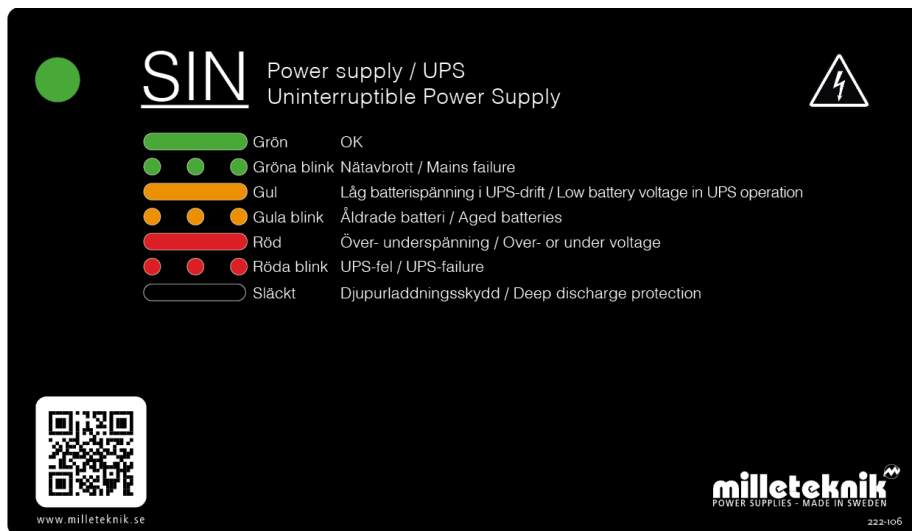 SIN
Power supply / UPS
Uninterruptible Power Supply
Grön OK
Gröna blink Nätavbrott / Mains failure
Gul Låg batterispänning i UPS-drift / Low battery voltage in UPS operation
Gula blink Åldrade batteri / Aged batteries
Röd Över- underspänning / Over- or under voltage
Röda blink UPS-fel / UPS-failure
Släckt Djupurladdningsskydd / Deep discharge protection
www.milleteknik.se
milleteknik
POWER SUPPLIES - MADE IN SWEDEN
222-106